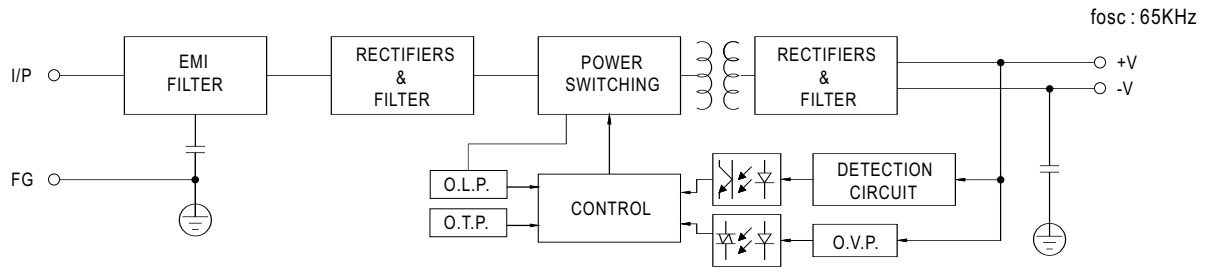 fosc : 65KHz
I/P
EMI
FILTER
RECTIFIERS
&
FILTER
POWER
SWITCHING
RECTIFIERS
&
FILTER
+V
-V
FG
O.L.P.
O.T.P.
CONTROL
DETECTION
CIRCUIT
O.V.P.